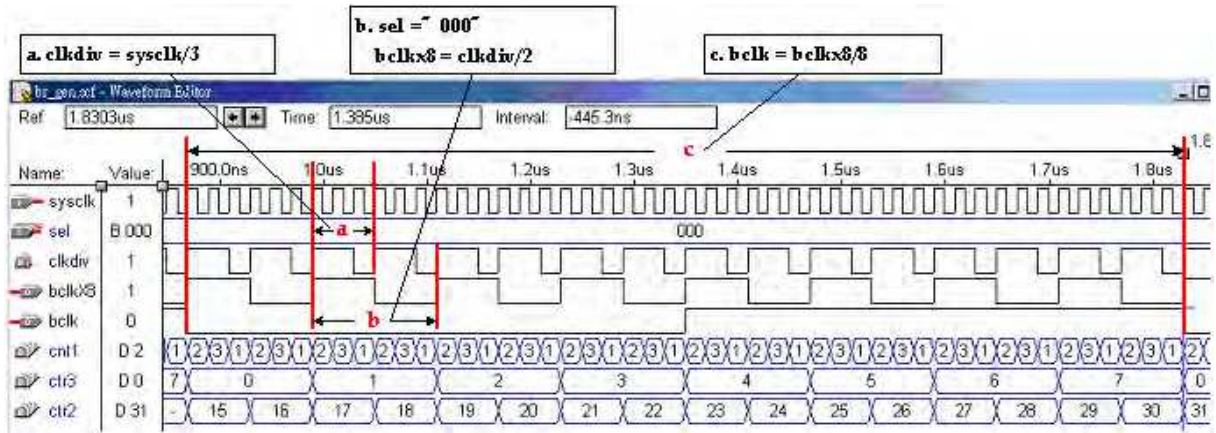 b. sel =˝ 000˝
a. clkdiv = sysclk/3
bclkx8 = clkdiv/2
c. bclk = bclkx8/8
br_gen.scf - Waveform Editor
Ref 1.8303us Time: 1.385us Interval: -445.3ns
c
1.8
Name: Value: 900.0ns 1.0us 1.1us 1.2us 1.3us 1.4us 1.5us 1.6us 1.7us 1.8us
sysclk 1
sel B 000 a 000
clkdiv 1
bclkX8 1
bclk 0 b
cnt1 D 2 1 2 3 1 2 3 1 2 3 1 2 3 1 2 3 1 2 3 1 2 3 1 2 3 1 2 3 1 2 3 1 2 3 1 2 3 1 2 3 1 2 3 1 2 3 1 2 3 1 2
ctr3 D 0 7 0 1 2 3 4 5 6 7 0
ctr2 D 31 - 15 16 17 18 19 20 21 22 23 24 25 26 27 28 29 30 31